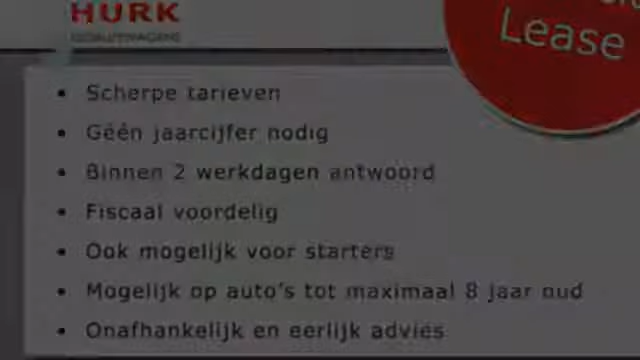 HURK
Lease
• Scherpe tarieven
• Géén jaarcijfer nodig
• Binnen 2 werkdagen antwoord
• Fiscaal voordelig
• Ook mogelijk voor starters
• Mogelijk op auto's tot maximaal 8 jaar oud
• Onafhankelijk en eerlijk advies